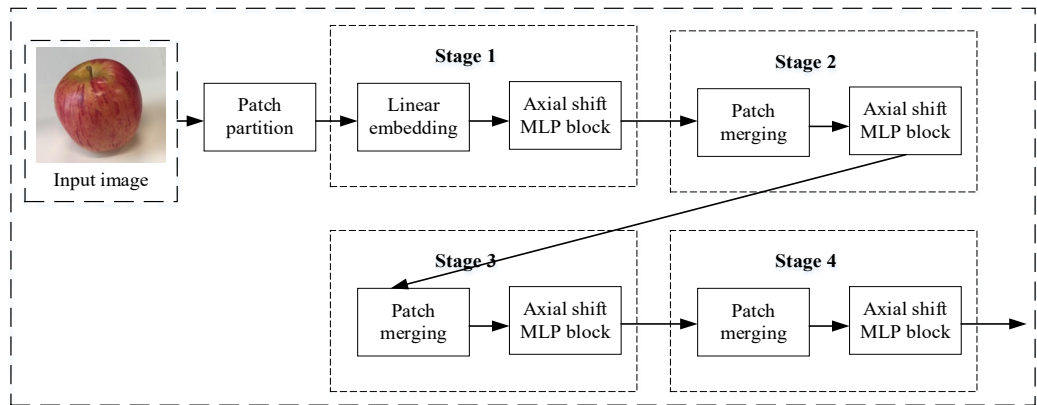 Input image
Patch
partition
Stage 1
Linear
embedding
Axial shift
MLP block
Stage 2
Patch
merging
Axial shift
MLP block
Stage 3
Patch
merging
Axial shift
MLP block
Stage 4
Patch
merging
Axial shift
MLP block